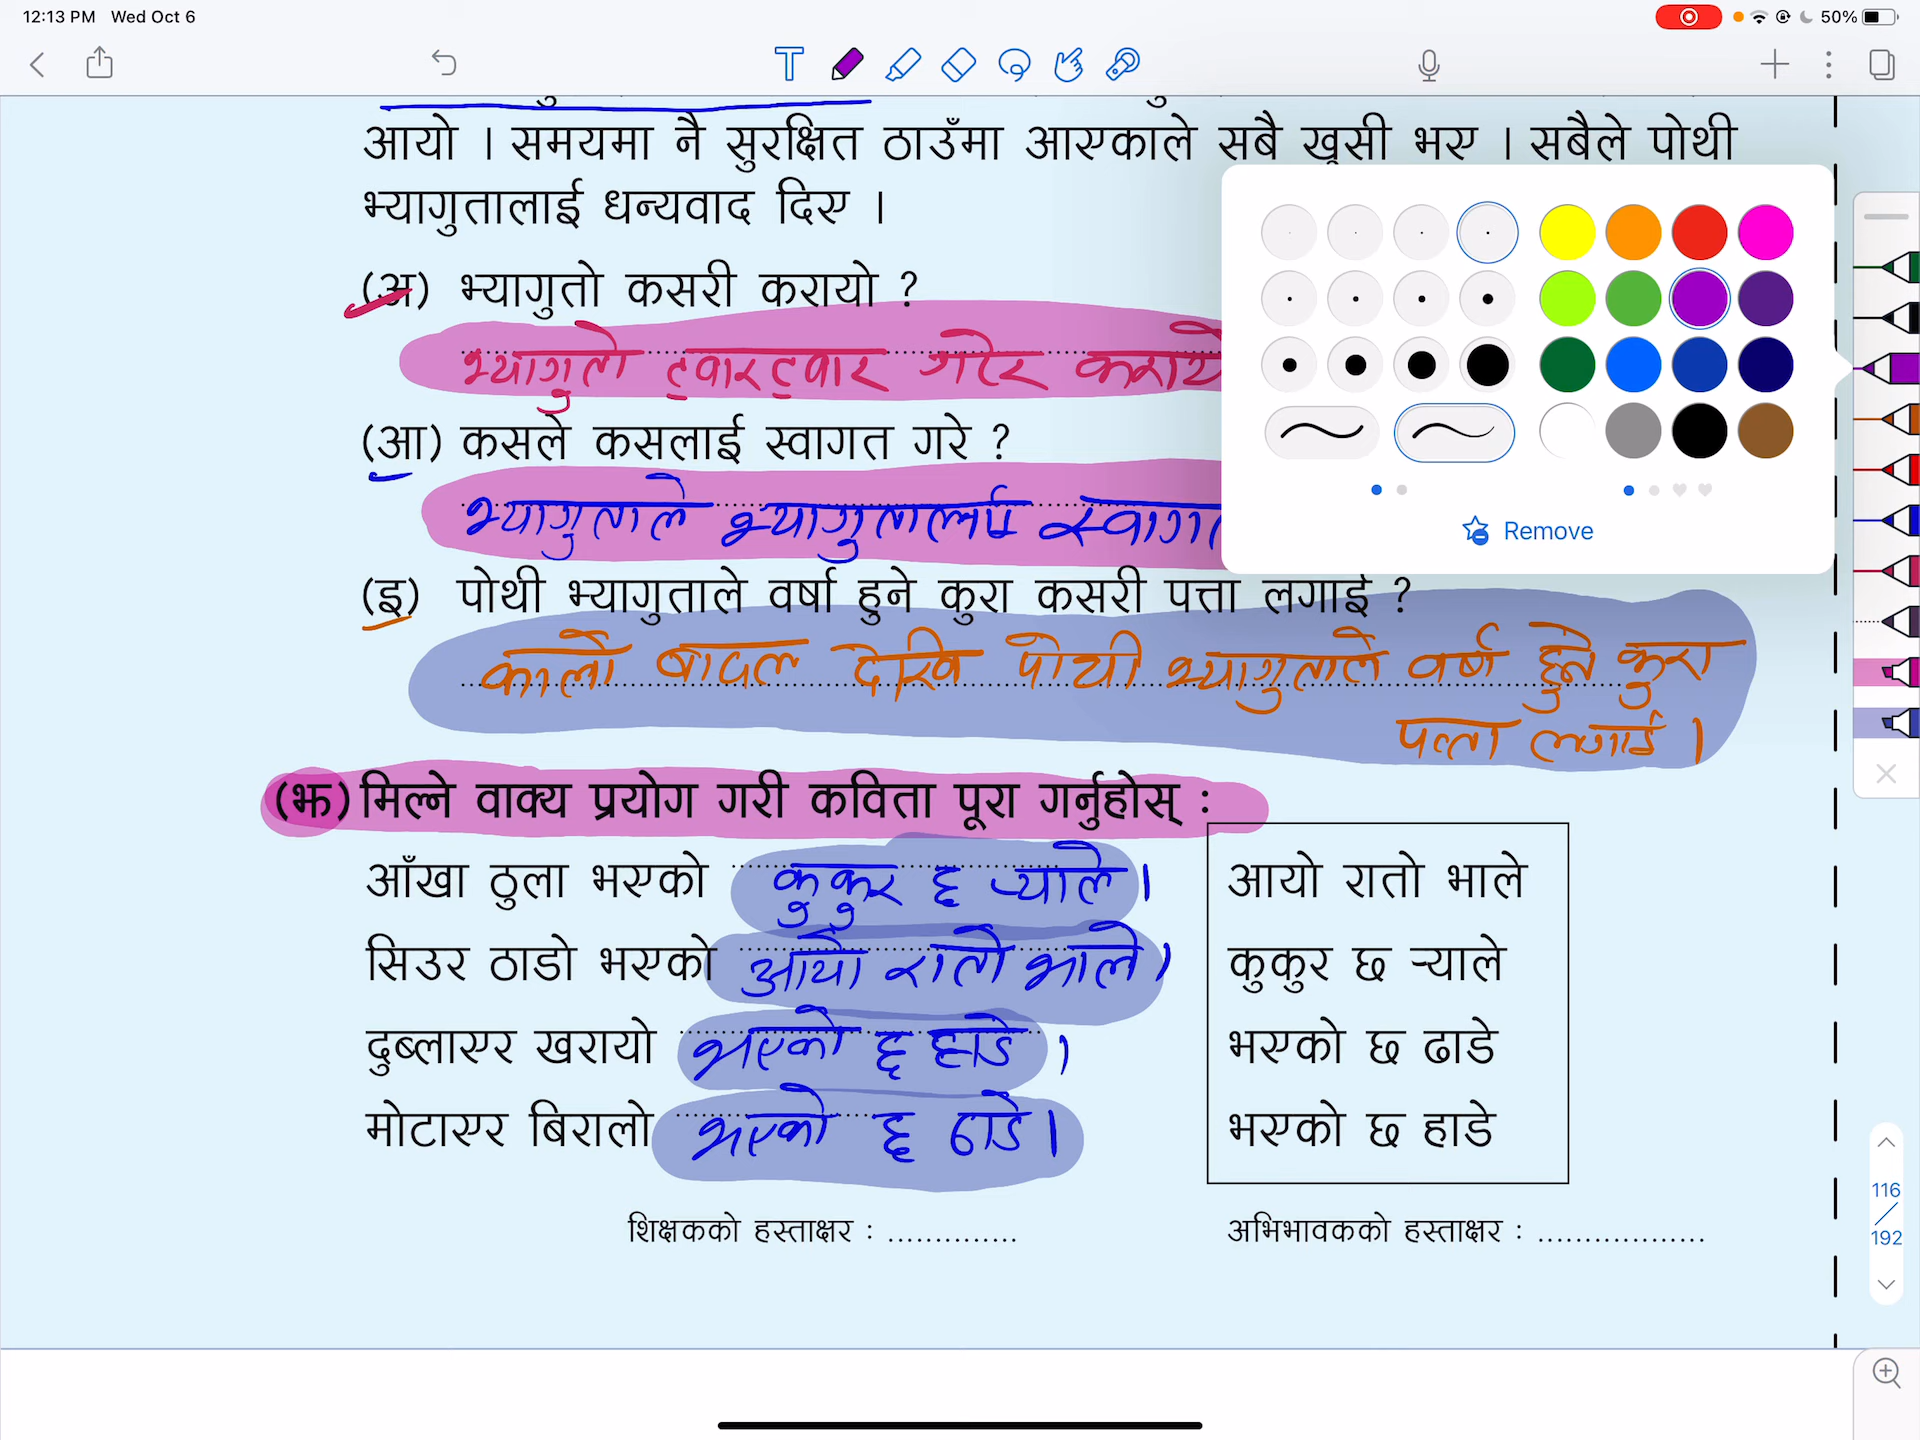 12:13 PM Wed Oct 6
50%
आयो । समयमा नै सुरक्षित ठाउँमा आएकाले सबै खुसी भए । सबैले पोथी
भ्यागुतालाई धन्यवाद दिए ।
(अ) भ्यागुतो कसरी करायो ?
भ्यागुतो ट्वारट्वार गरेर करायो
(आ) कसले कसलाई स्वागत गरे ?
भ्यागुताले भ्यागुतालाई स्वागत
(इ) पोथी भ्यागुताले वर्षा हुने कुरा कसरी पत्ता लगाई ?
कालो बादल देखि पोथी भ्यागुताले वर्षा हुने कुरा
पत्ता लगाई ।
(झ) मिल्ने वाक्य प्रयोग गरी कविता पूरा गर्नुहोस् :
आँखा ठुला भएको कुकुर छ ऱ्याले । आयो रातो भाले
सिउर ठाडो भएको आयो रातो भाले । कुकुर छ ऱ्याले
दुब्लाएर खरायो भएको छ हाडे । भएको छ ढाडे
मोटाएर बिरालो भएको छ ढाडे । भएको छ हाडे
शिक्षकको हस्ताक्षर : .............. अभिभावकको हस्ताक्षर : ..................
Remove
116
192